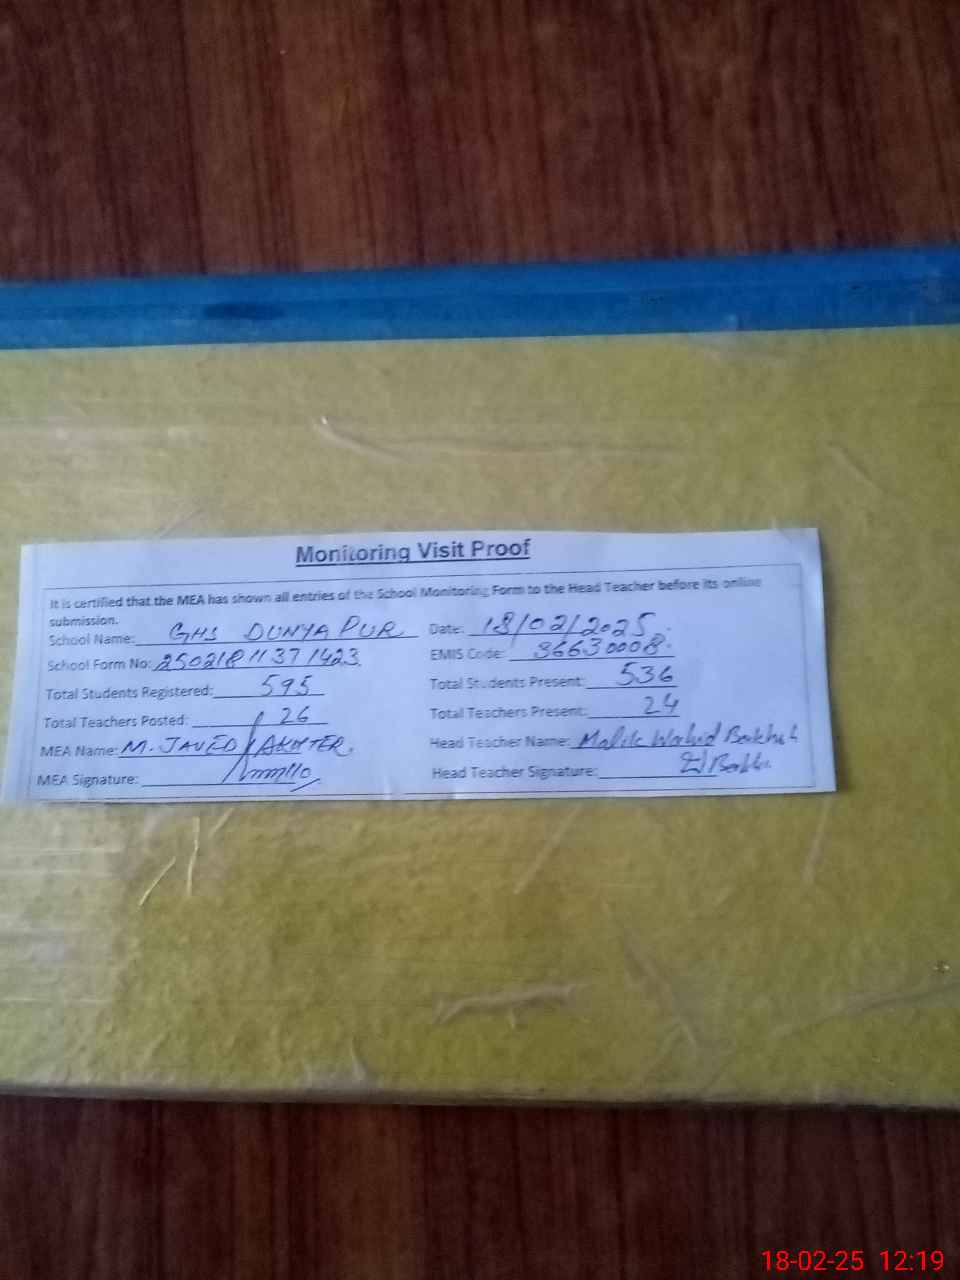 Monitoring Visit Proof
It is certified that the MEA has shown all entries of the School Monitoring Form to the Head Teacher before its online
submission.
School Name: GHS DUNYA PUR Date: 18/02/2025
School Form No: 25021811371423 EMIS Code: 36630008
Total Students Registered: 595 Total Students Present: 536
Total Teachers Posted: 26 Total Teachers Present: 24
MEA Name: M. JAVED AKHTER Head Teacher Name: Malik Wahid Bakhsh
MEA Signature: Head Teacher Signature:
18-02-25 12:19